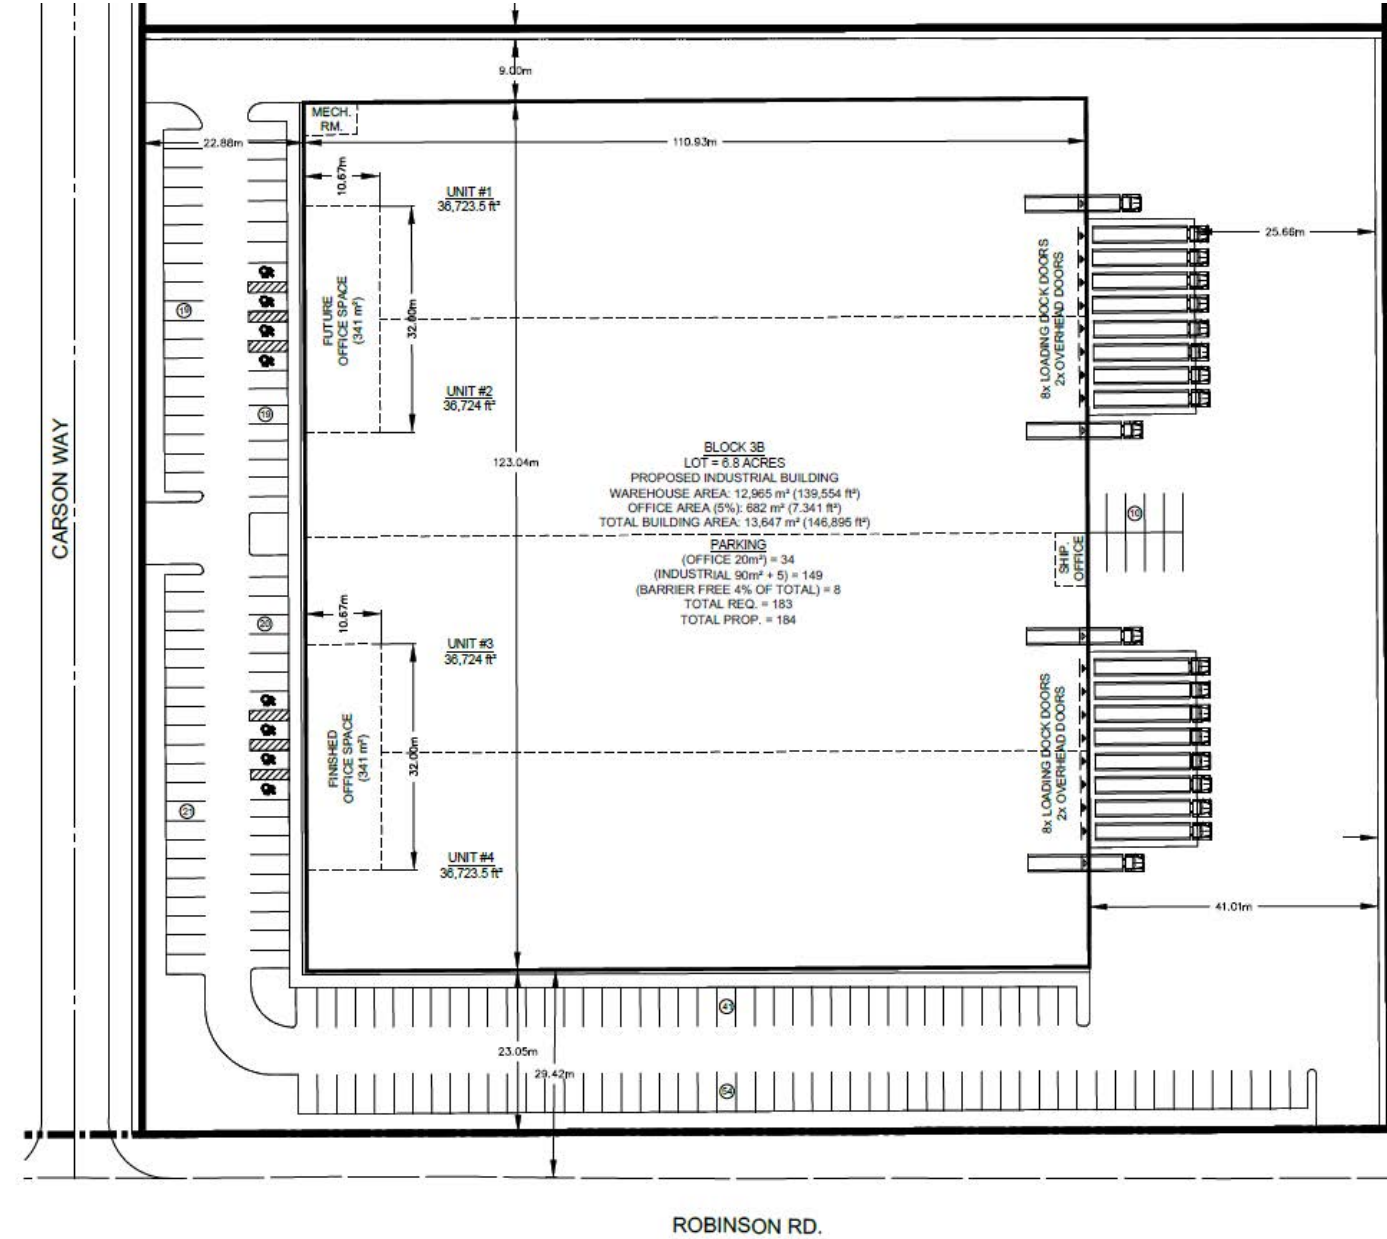 9.00m
MECH.
RM.
22.88m
110.93m
10.67m
UNIT #1
36,723.5 ft²
25.66m
8x LOADING DOCK DOORS
2x OVERHEAD DOORS
19
FUTURE
OFFICE SPACE
(341 m²)
32.00m
UNIT #2
36,724 ft²
19
CARSON WAY
123.04m
BLOCK 3B
LOT = 6.8 ACRES
PROPOSED INDUSTRIAL BUILDING
WAREHOUSE AREA: 12,965 m² (139,554 ft²)
OFFICE AREA (5%): 682 m² (7.341 ft²)
TOTAL BUILDING AREA: 13,647 m² (146,895 ft²)
PARKING
(OFFICE 20m²) = 34
(INDUSTRIAL 90m² + 5) = 149
(BARRIER FREE 4% OF TOTAL) = 8
TOTAL REQ. = 183
TOTAL PROP. = 184
10
SHIP.
OFFICE
10.67m
20
UNIT #3
36,724 ft²
FINISHED
OFFICE SPACE
(341 m²)
32.00m
8x LOADING DOCK DOORS
2x OVERHEAD DOORS
21
UNIT #4
36,723.5 ft²
41.01m
41
23.05m
29.42m
54
ROBINSON RD.